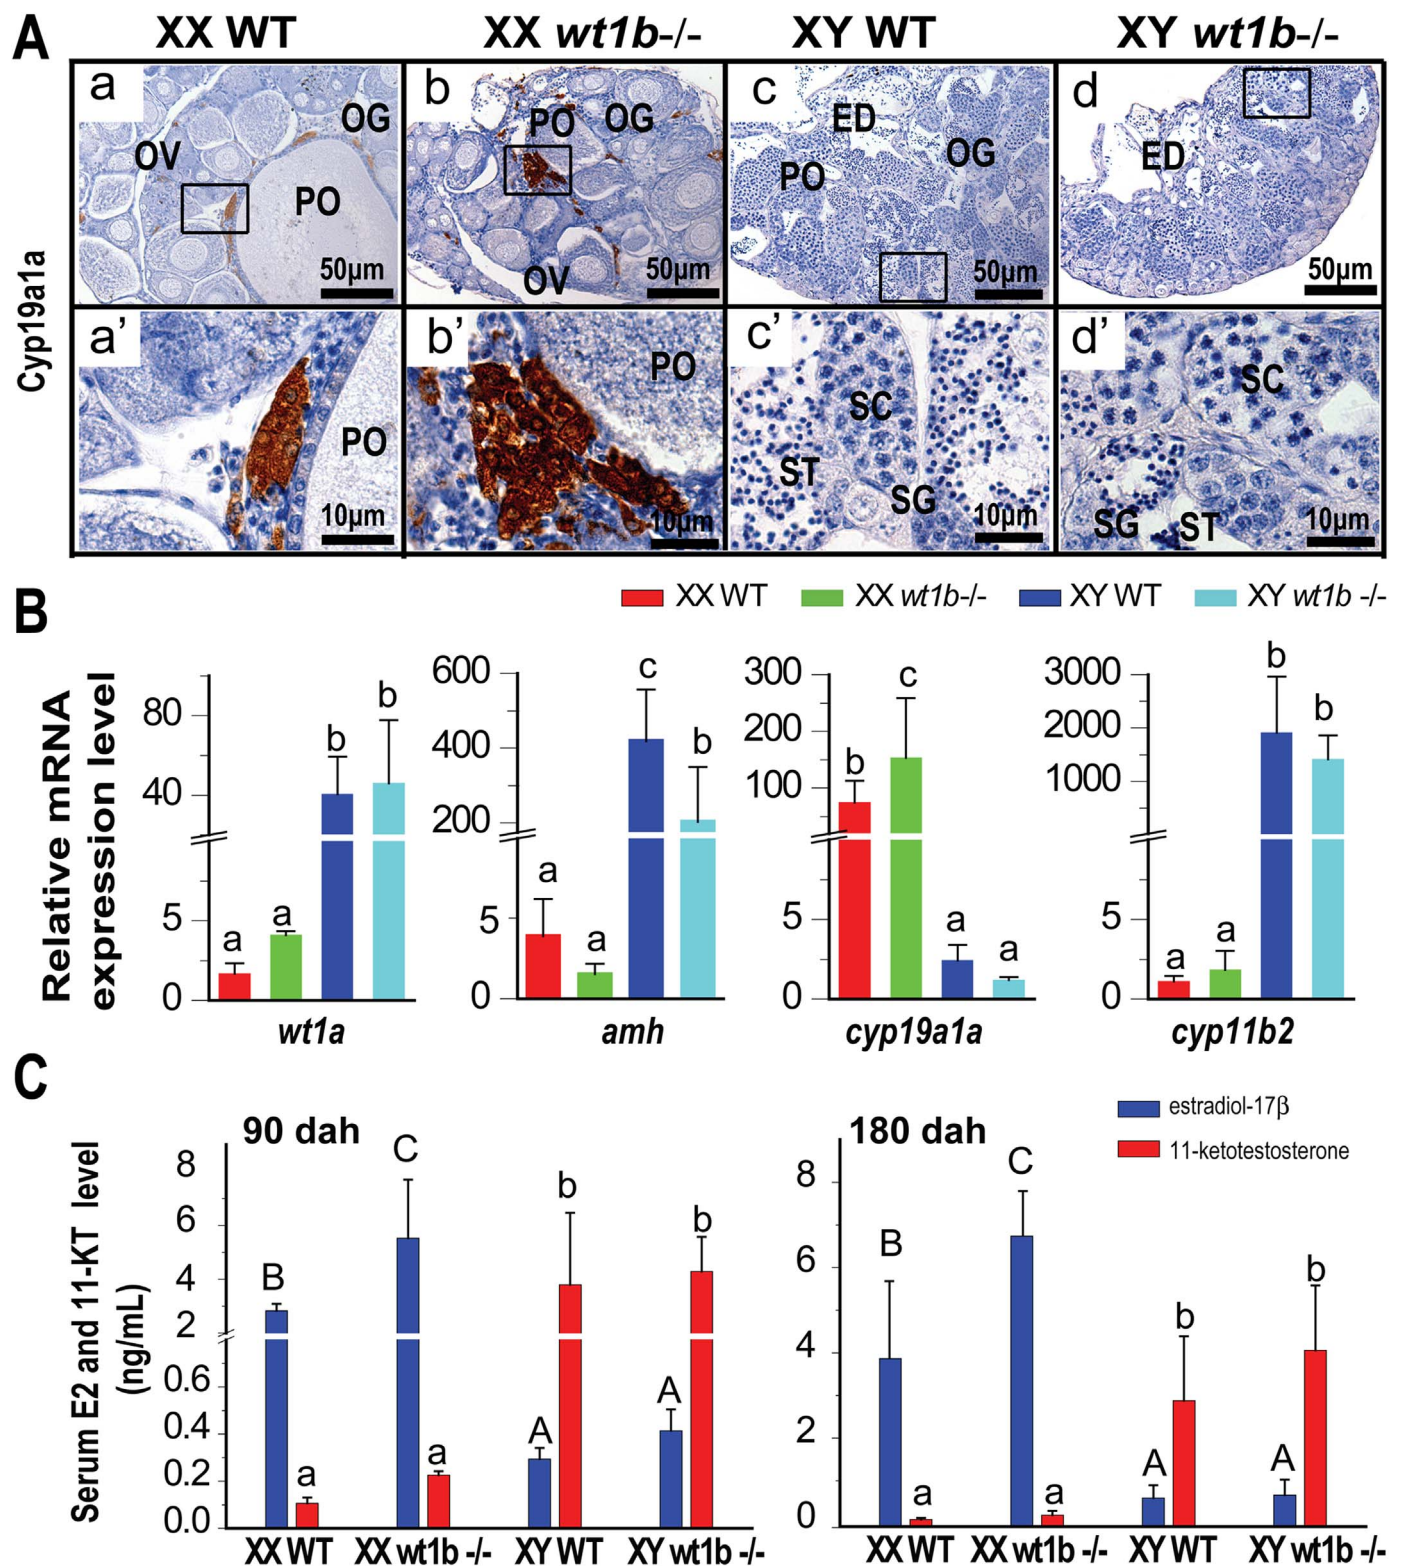 A
XX WT
XX wt1b-/-
XY WT
XY wt1b-/-
Cyp19a1a
a
OG
OV
PO
50μm
b
PO
OG
OV
50μm
c
ED
OG
PO
50μm
d
ED
50μm
a'
PO
10μm
b'
PO
10μm
c'
SC
ST
SG
10μm
d'
SC
SG
ST
10μm
B
XX WT
XX wt1b-/-
XY WT
XY wt1b -/-
Relative mRNA
expression level
80
40
5
0
a
a
b
b
wt1a
600
400
200
5
0
a
a
c
b
amh
300
200
100
5
0
b
c
a
a
cyp19a1a
3000
2000
1000
5
0
a
a
b
b
cyp11b2
C
estradiol-17β
11-ketotestosterone
Serum E2 and 11-KT level
(ng/mL)
90 dah
8
6
4
2
0.6
0.4
0.2
0.0
B
a
C
a
A
b
A
b
XX WT
XX wt1b -/-
XY WT
XY wt1b -/-
180 dah
8
6
4
2
0
B
a
C
a
A
b
A
b
XX WT
XX wt1b -/-
XY WT
XY wt1b -/-